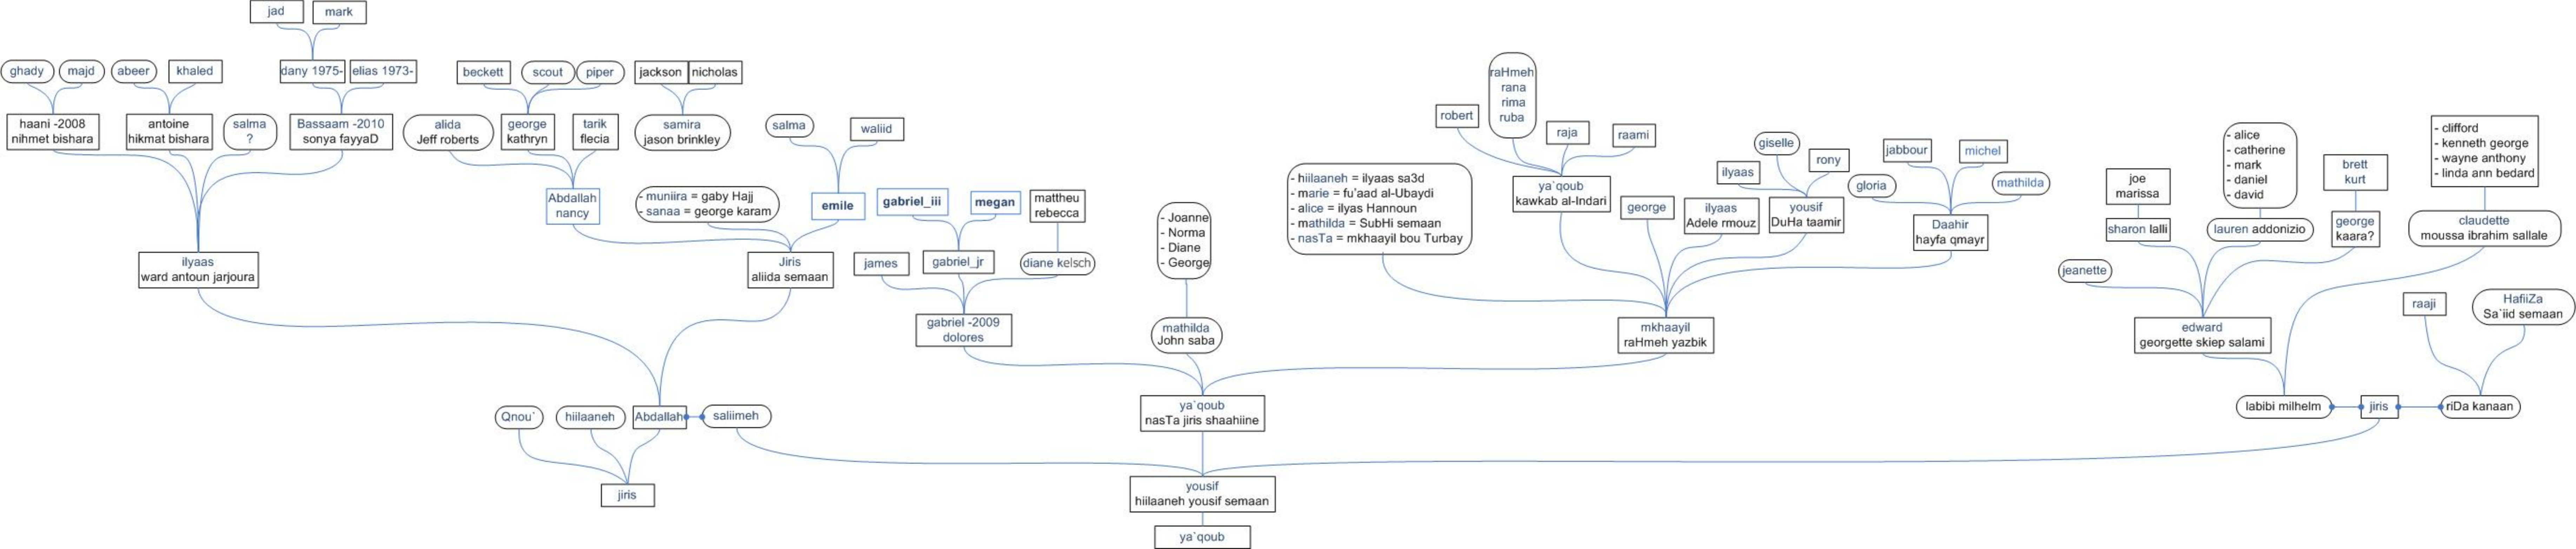 jad
mark
ghady
majd
abeer
khaled
dany 1975-
elias 1973-
beckett
scout
piper
jackson
nicholas
haani -2008
nihmet bishara
antoine
hikmat bishara
salma
?
Bassaam -2010
sonya fayyaD
alida
Jeff roberts
george
kathryn
tarik
flecia
samira
jason brinkley
salma
waliid
Abdallah
nancy
- muniira = gaby Hajj
- sanaa = george karam
emile
gabriel_iii
megan
mattheu
rebecca
ilyaas
ward antoun jarjoura
Jiris
aliida semaan
james
gabriel_jr
diane kelsch
- Joanne
- Norma
- Diane
- George
gabriel -2009
dolores
mathilda
John saba
- hiilaaneh = ilyaas sa3d
- marie = fu'aad al-Ubaydi
- alice = ilyas Hannoun
- mathilda = SubHi semaan
- nasTa = mkhaayil bou Turbay
robert
raHmeh
rana
rima
ruba
raja
raami
ya`qoub
kawkab al-Indari
george
ilyaas
Adele rmouz
ilyaas
giselle
rony
yousif
DuHa taamir
jabbour
michel
gloria
mathilda
Daahir
hayfa qmayr
mkhaayil
raHmeh yazbik
joe
marissa
- alice
- catherine
- mark
- daniel
- david
brett
kurt
- clifford
- kenneth george
- wayne anthony
- linda ann bedard
sharon lalli
lauren addonizio
george
kaara?
claudette
moussa ibrahim sallale
jeanette
edward
georgette skiep salami
raaji
HafiiZa
Sa`iid semaan
Qnou`
hiilaaneh
Abdallah
saliimeh
ya`qoub
nasTa jiris shaahiine
labibi milhelm
jiris
riDa kanaan
jiris
yousif
hiilaaneh yousif semaan
ya`qoub